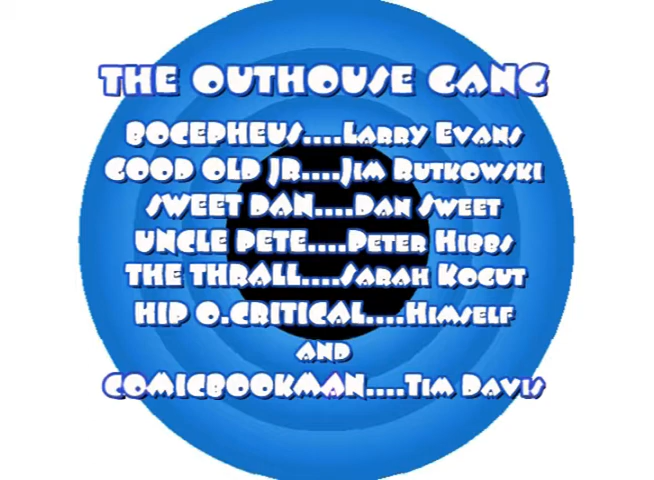 THE OUTHOUSE GANG
BOCEPHEUS....Larry Evans
GOOD OLD JR....Jim Rutkowski
SWEET DAN....Dan Sweet
UNCLE PETE....Peter Hibbs
THE THRALL....Sarah Kogut
HIP O.CRITICAL....Himself
AND
COMICBOOKMAN....Tim Davis